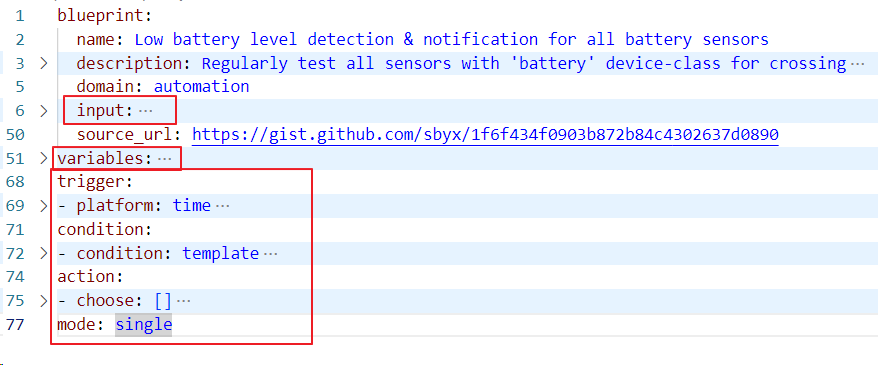 1 blueprint:
2 name: Low battery level detection & notification for all battery sensors
3 > description: Regularly test all sensors with 'battery' device-class for crossing···
5 domain: automation
6 > input:···
50 source_url: https://gist.github.com/sbyx/1f6f434f0903b872b84c4302637d0890
51 > variables:···
68 trigger:
69 > - platform: time···
71 condition:
72 > - condition: template···
74 action:
75 > - choose: []···
77 mode: single